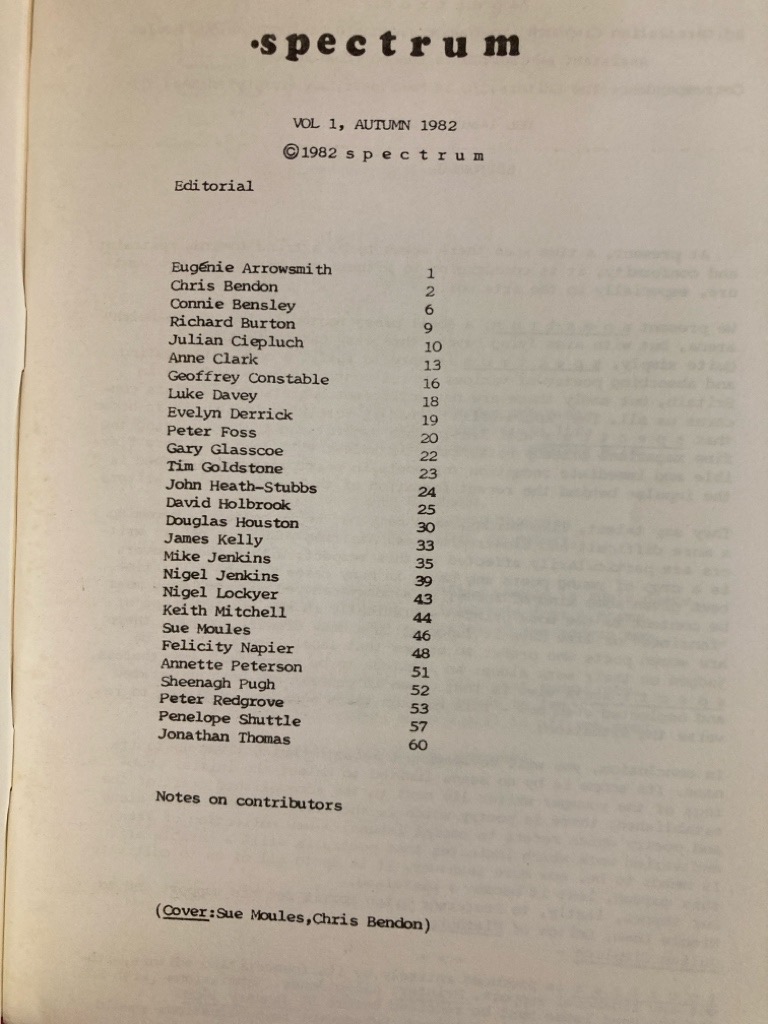 ·spectrum
VOL 1, AUTUMN 1982
©1982 s p e c t r u m
Editorial
Eugénie Arrowsmith 1
Chris Bendon 2
Connie Bensley 6
Richard Burton 9
Julian Ciepluch 10
Anne Clark 13
Geoffrey Constable 16
Luke Davey 18
Evelyn Derrick 19
Peter Foss 20
Gary Glasscoe 22
Tim Goldstone 23
John Heath-Stubbs 24
David Holbrook 25
Douglas Houston 30
James Kelly 33
Mike Jenkins 35
Nigel Jenkins 39
Nigel Lockyer 43
Keith Mitchell 44
Sue Moules 46
Felicity Napier 48
Annette Peterson 51
Sheenagh Pugh 52
Peter Redgrove 53
Penelope Shuttle 57
Jonathan Thomas 60
Notes on contributors
(Cover:Sue Moules,Chris Bendon)